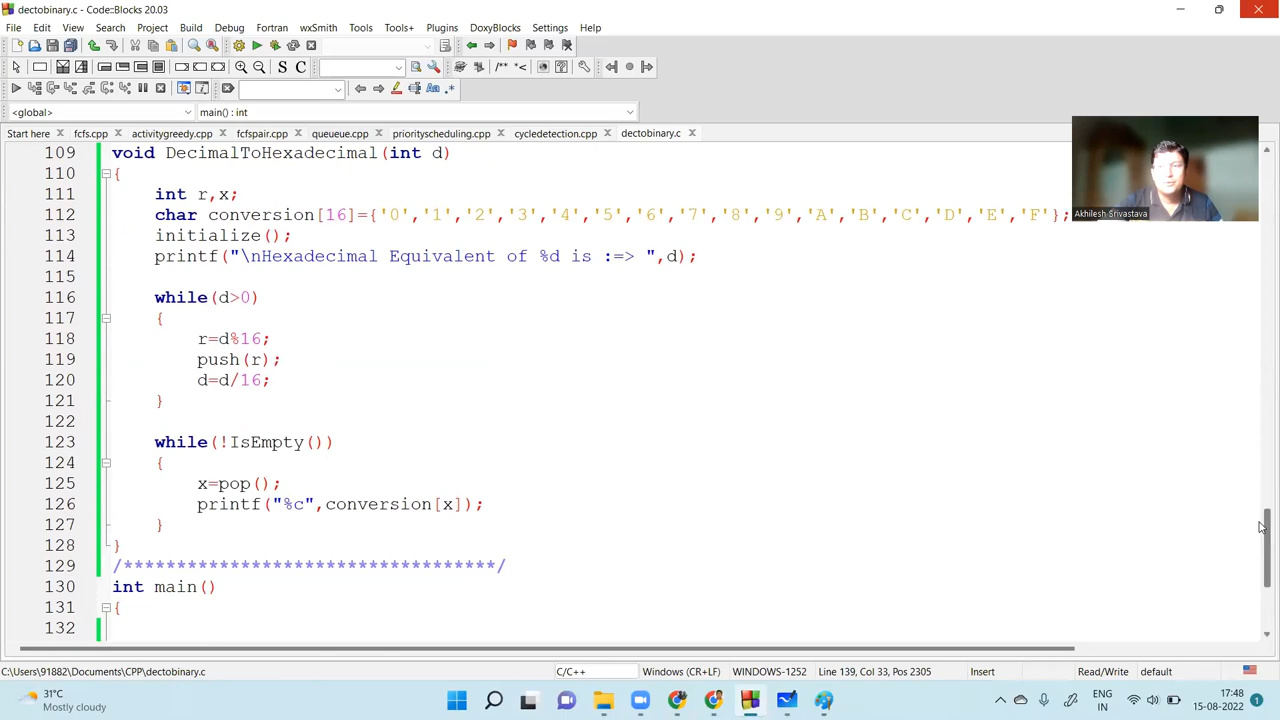 dectobinary.c - Code::Blocks 20.03
File Edit View Search Project Build Debug Fortran wxSmith Tools Tools+ Plugins DoxyBlocks Settings Help
S C /** *<
Aa .*
<global> main() : int
Start here fcfs.cpp activitygreedy.cpp fcfspair.cpp queueue.cpp priorityscheduling.cpp cycledetection.cpp dectobinary.c
109 void DecimalToHexadecimal(int d)
110 {
111 int r,x;
112 char conversion[16]={'0','1','2','3','4','5','6','7','8','9','A','B','C','D','E','F'};
113 initialize();
114 printf("\nHexadecimal Equivalent of %d is :=> ",d);
115
116 while(d>0)
117 {
118 r=d%16;
119 push(r);
120 d=d/16;
121 }
122
123 while(!IsEmpty())
124 {
125 x=pop();
126 printf("%c",conversion[x]);
127 }
128 }
129 /***********************************/
130 int main()
131 {
132
Akhilesh Srivastava
C:\Users\91882\Documents\CPP\dectobinary.c C/C++ Windows (CR+LF) WINDOWS-1252 Line 139, Col 33, Pos 2305 Insert Read/Write default
31°C
Mostly cloudy
ENG
IN
17:48
15-08-2022
1